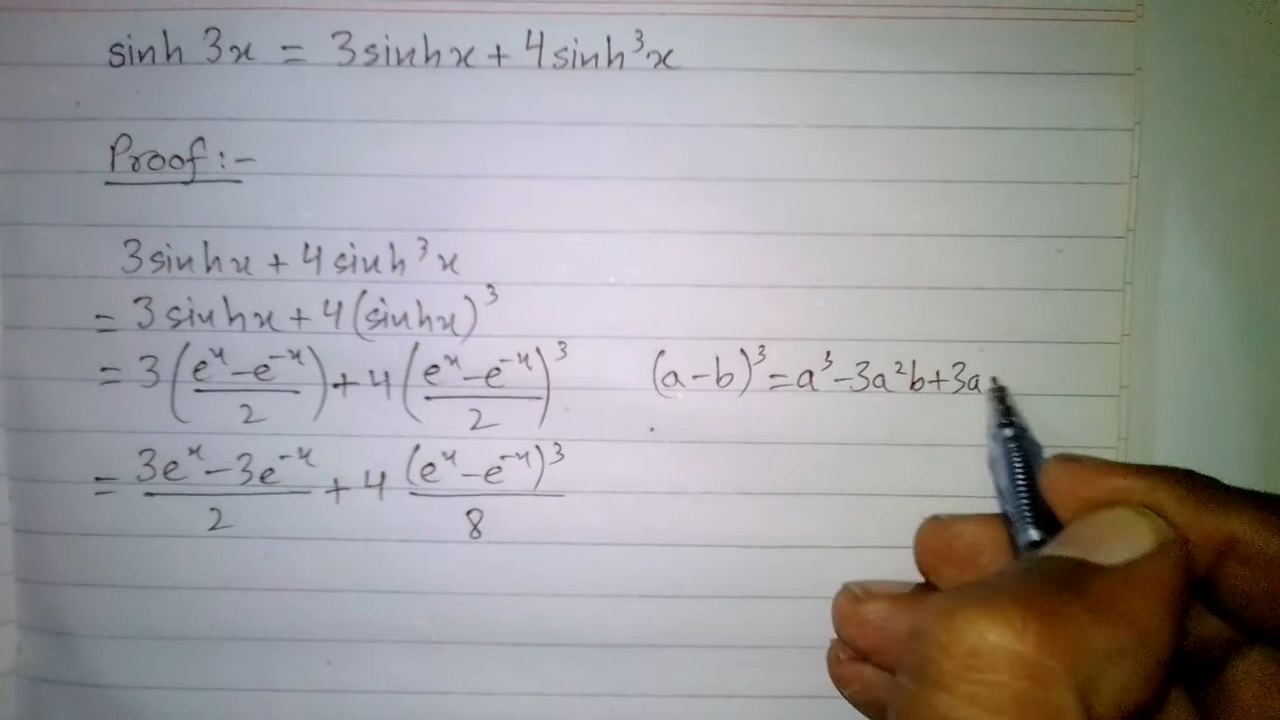 sinh 3x = 3sinhx + 4sinh³x
Proof :-
3sinhx + 4sinh³x
= 3sinhx + 4(sinhx)³
= 3((eˣ-e⁻ˣ)/2) + 4((eˣ-e⁻ˣ)/2)³ (a-b)³ = a³-3a²b+3a
= (3eˣ-3e⁻ˣ)/2 + 4 (eˣ-e⁻ˣ)³/8